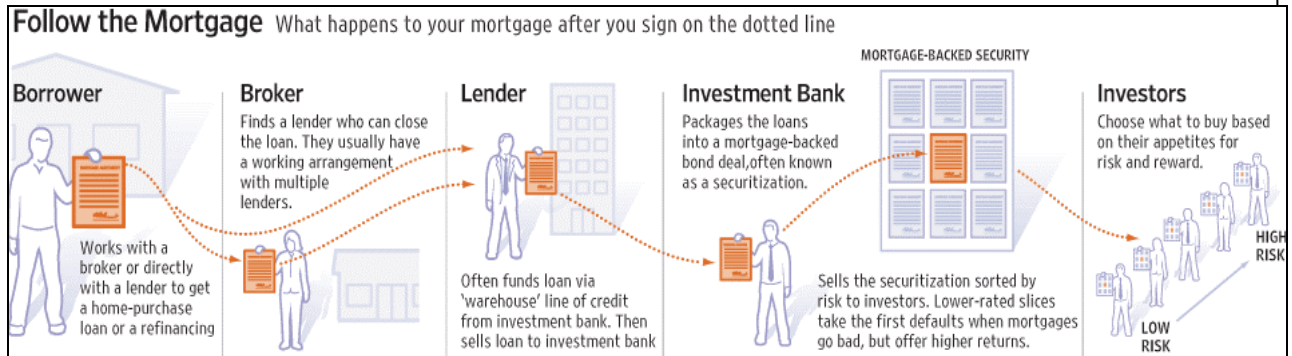 Follow the Mortgage What happens to your mortgage after you sign on the dotted line
Borrower
Works with a
broker or directly
with a lender to get
a home-purchase
loan or a refinancing
Broker
Finds a lender who can close
the loan. They usually have
a working arrangement
with multiple
lenders.
Lender
Often funds loan via
‘warehouse’ line of credit
from investment bank. Then
sells loan to investment bank
Investment Bank
Packages the loans
into a mortgage-backed
bond deal,often known
as a securitization.
MORTGAGE-BACKED SECURITY
Sells the securitization sorted by
risk to investors. Lower-rated slices
take the first defaults when mortgages
go bad, but offer higher returns.
Investors
Choose what to buy based
on their appetites for
risk and reward.
HIGH
RISK
LOW
RISK